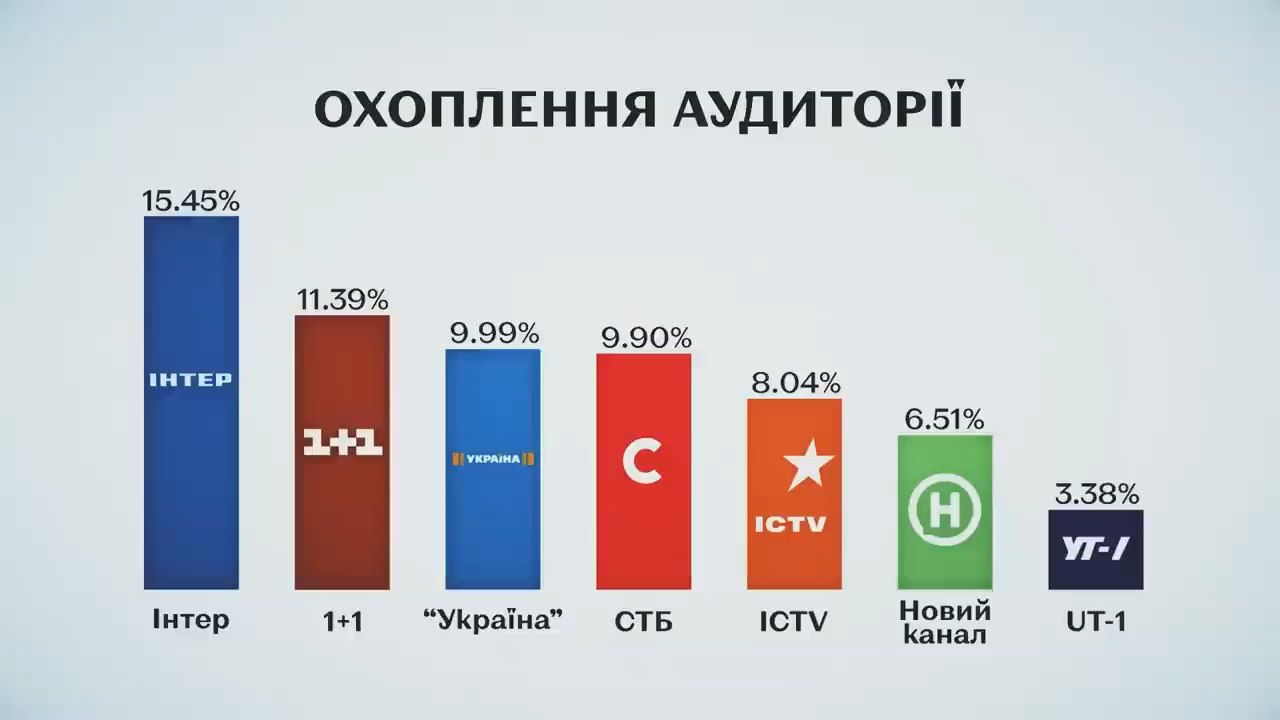 ОХОПЛЕННЯ АУДИТОРІЇ
15.45%
11.39%
9.99%
9.90%
8.04%
6.51%
3.38%
ІНТЕР
1+1
УКРАЇНА
С
ICTV
Н
УТ-1
Інтер
1+1
“Україна”
СТБ
ICTV
Новий
канал
UT-1